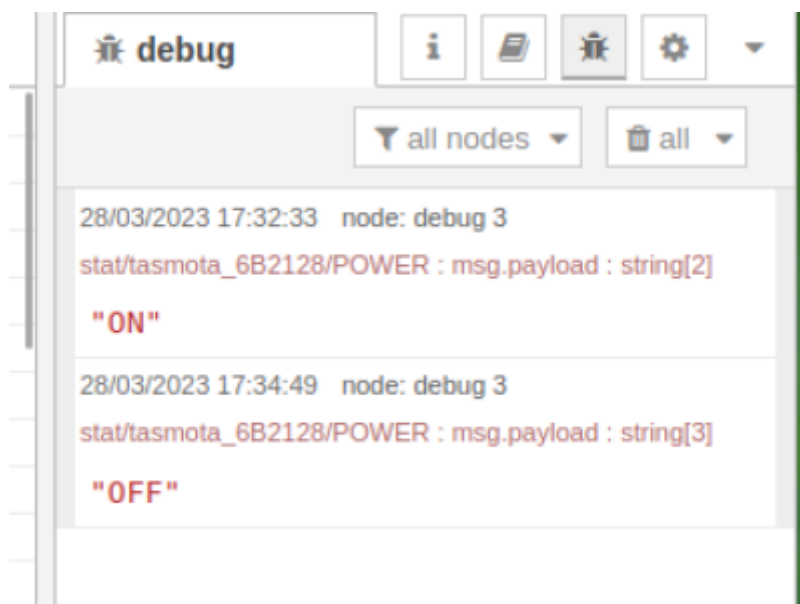 debug
i
all nodes
all
28/03/2023 17:32:33 node: debug 3
stat/tasmota_6B2128/POWER : msg.payload : string[2]
"ON"
28/03/2023 17:34:49 node: debug 3
stat/tasmota_6B2128/POWER : msg.payload : string[3]
"OFF"